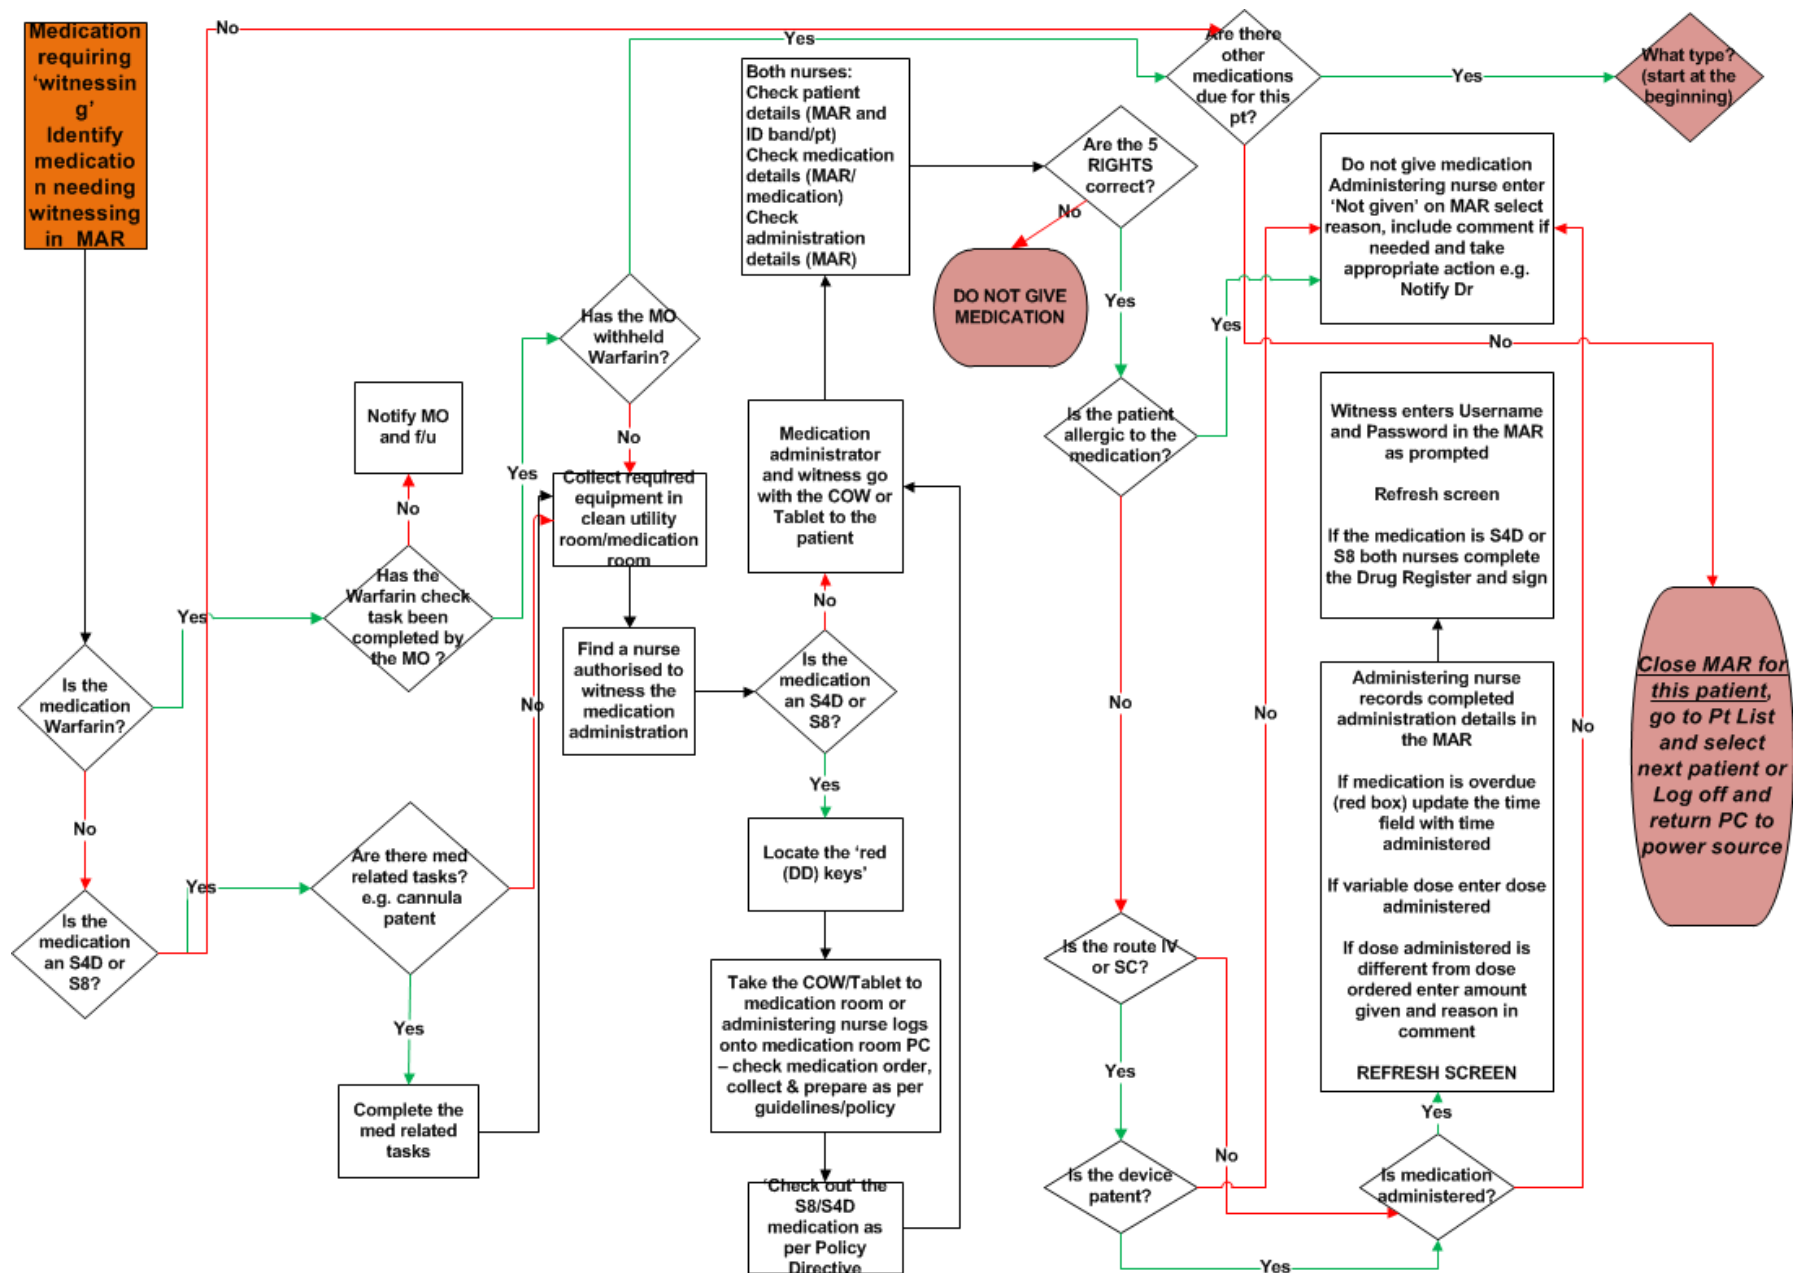 Medication
requiring
‘witnessin
g’
Identify
medicatio
n needing
witnessing
in MAR
Is the
medication
Warfarin?
Yes
No
Is the
medication
an S4D or
S8?
Yes
No
Has the
Warfarin check
task been
completed by
the MO ?
No
Notify MO
and f/u
Yes
Are there med
related tasks?
e.g. cannula
patent
Yes
No
Complete the
med related
tasks
Has the MO
withheld
Warfarin?
Yes
No
Collect required
equipment in
clean utility
room/medication
room
Find a nurse
authorised to
witness the
medication
administration
Is the
medication
an S4D or
S8?
No
Yes
Locate the ‘red
(DD) keys’
Take the COW/Tablet to
medication room or
administering nurse logs
onto medication room PC
– check medication order,
collect & prepare as per
guidelines/policy
‘Check out’ the
S8/S4D
medication as
per Policy
Directive
Medication
administrator
and witness go
with the COW or
Tablet to the
patient
Both nurses:
Check patient
details (MAR and
ID band/pt)
Check medication
details (MAR/
medication)
Check
administration
details (MAR)
Are the 5
RIGHTS
correct?
No
DO NOT GIVE
MEDICATION
Yes
Is the patient
allergic to the
medication?
Yes
No
Is the route IV
or SC?
Yes
No
Is the device
patent?
No
Yes
Is medication
administered?
Yes
No
Administering nurse
records completed
administration details in
the MAR
If medication is overdue
(red box) update the time
field with time
administered
If variable dose enter dose
administered
If dose administered is
different from dose
ordered enter amount
given and reason in
comment
REFRESH SCREEN
Witness enters Username
and Password in the MAR
as prompted
Refresh screen
If the medication is S4D or
S8 both nurses complete
the Drug Register and sign
Do not give medication
Administering nurse enter
‘Not given’ on MAR select
reason, include comment if
needed and take
appropriate action e.g.
Notify Dr
Are there
other
medications
due for this
pt?
Yes
No
What type?
(start at the
beginning)
Close MAR for
this patient,
go to Pt List
and select
next patient or
Log off and
return PC to
power source